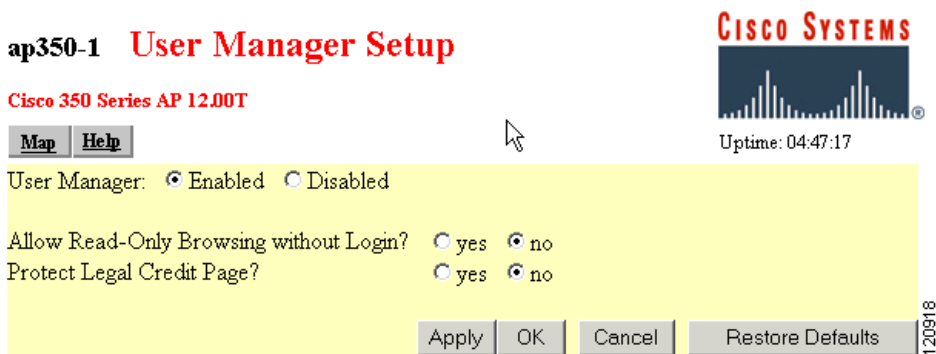 ap350-1 User Manager Setup
CISCO SYSTEMS
Cisco 350 Series AP 12.00T
®
Map Help
Uptime: 04:47:17
User Manager: Enabled Disabled
Allow Read-Only Browsing without Login? yes no
Protect Legal Credit Page? yes no
Apply OK Cancel Restore Defaults
120918